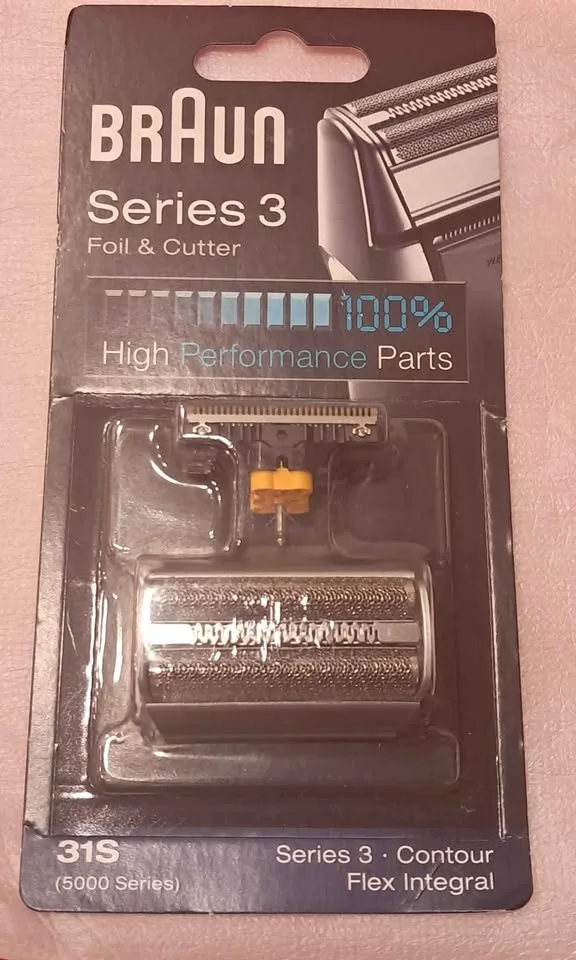 BRAUN
Series 3
Foil & Cutter
100%
High Performance Parts
31S
(5000 Series)
Series 3 · Contour
Flex Integral